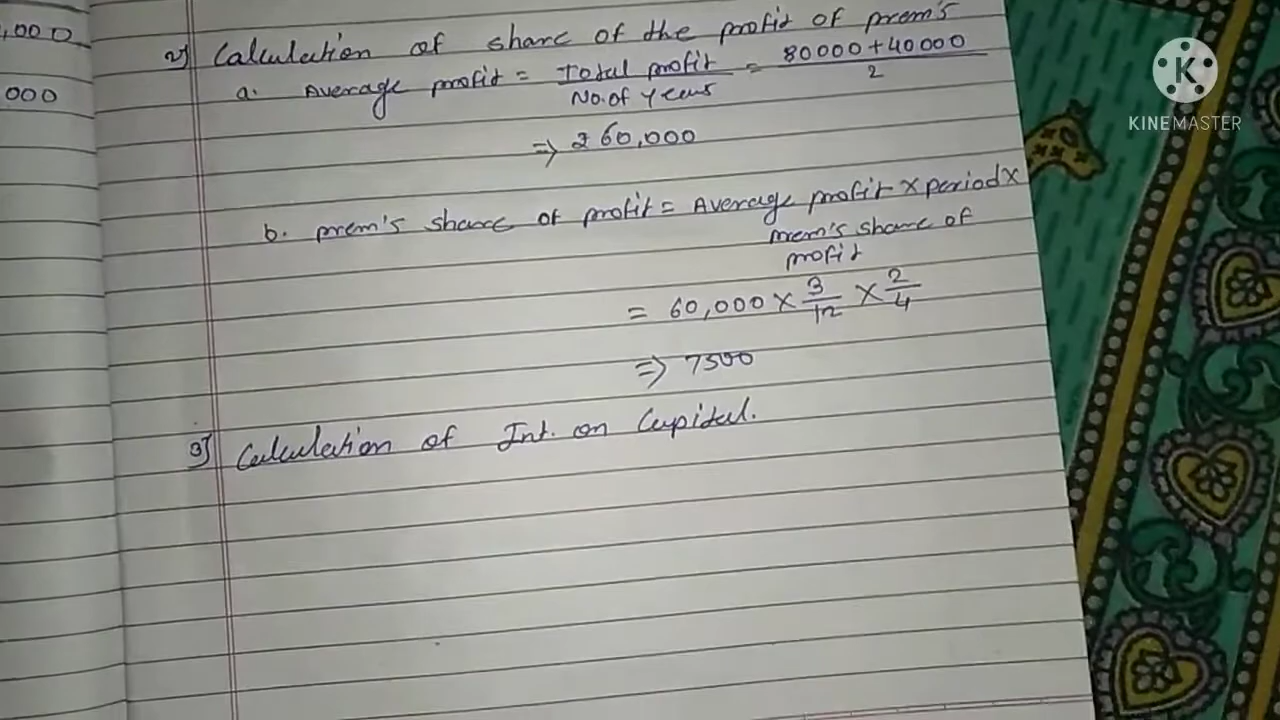 ,000
000
2) Calculation of share of the profit of prem's
a. Average profit = Total profit / No. of years = 80000+40000 / 2
⇒ ₹ 60,000
b. prem's share of profit = Average profit × period ×
prem's share of
profit
= 60,000 × 3/12 × 2/4
⇒ 7500
3) Calculation of Int. on Capital.
K
KINEMASTER